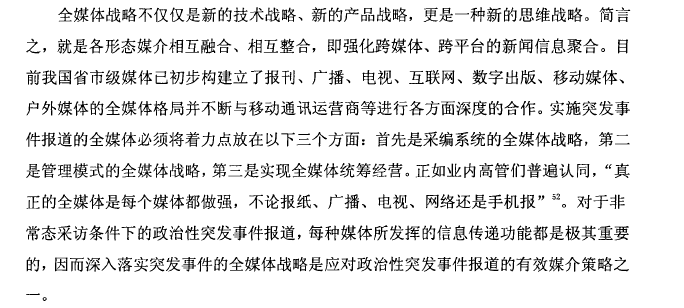 全媒体战略不仅仅是新的技术战略、新的产品战略，更是一种新的思维战略。简言
之，就是各形态媒介相互融合、相互整合，即强化跨媒体、跨平台的新闻信息聚合。目
前我国省市级媒体已初步构建立了报刊、广播、电视、互联网、数字出版、移动媒体、
户外媒体的全媒体格局并不断与移动通讯运营商等进行各方面深度的合作。实施突发事
件报道的全媒体必须将着力点放在以下三个方面：首先是采编系统的全媒体战略，第二
是管理模式的全媒体战略，第三是实现全媒体统筹经营。正如业内高管们普遍认同，“真
正的全媒体是每个媒体都做强，不论报纸、广播、电视、网络还是手机报”52。对于非
常态采访条件下的政治性突发事件报道，每种媒体所发挥的信息传递功能都是极其重要
的，因而深入落实突发事件的全媒体战略是应对政治性突发事件报道的有效媒介策略之
一。